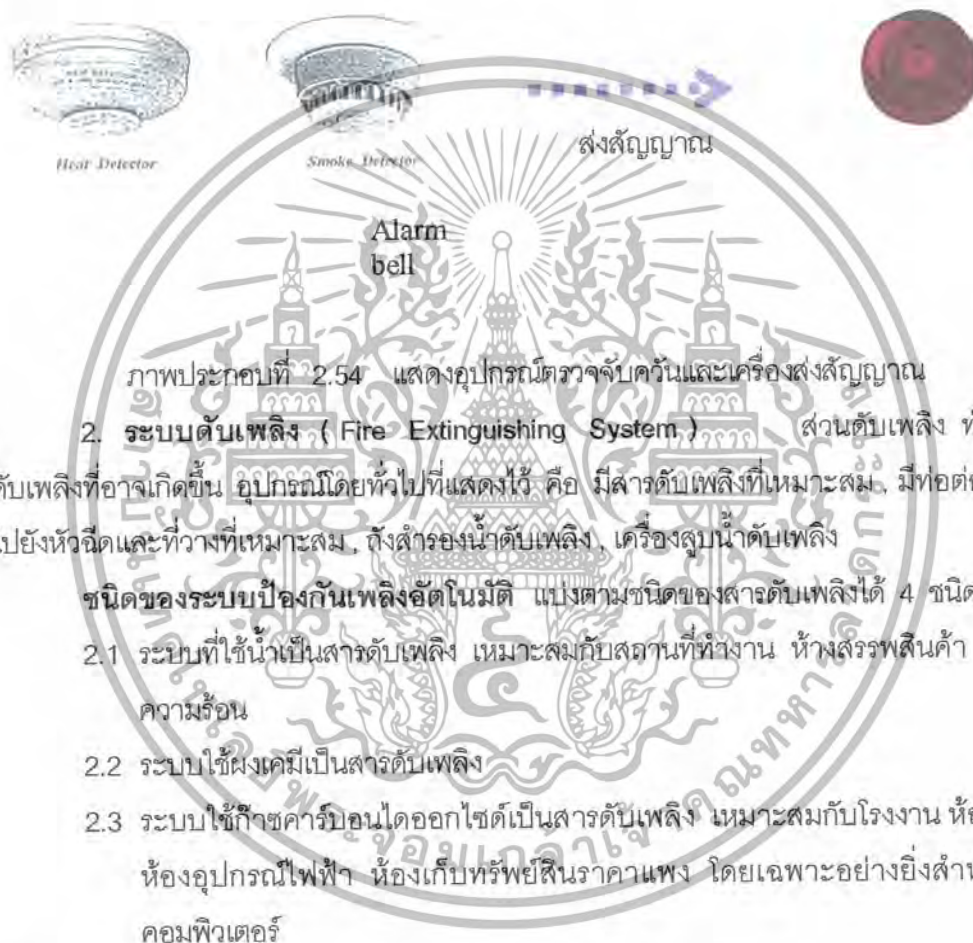 Heat Detector
Smoke Detector
ส่งสัญญาณ
Alarm
bell
ภาพประกอบที่ 2.54 แสดงอุปกรณ์ตรวจจับควันและเครื่องส่งสัญญาณ
2. ระบบดับเพลิง ( Fire Extinguishing System ) ส่วนดับเพลิง
ดับเพลิงที่อาจเกิดขึ้น อุปกรณ์โดยทั่วไปที่แสดงไว้ คือ มีสารดับเพลิงที่เหมาะสม , มีท่อต่อ
ไปยังหัวฉีดและที่วางที่เหมาะสม , ถังสำรองน้ำดับเพลิง , เครื่องสูบน้ำดับเพลิง
ชนิดของระบบป้องกันเพลิงอัตโนมัติ แบ่งตามชนิดของสารดับเพลิงได้ 4 ชนิด
2.1 ระบบที่ใช้น้ำเป็นสารดับเพลิง เหมาะสมกับสถานที่ทำงาน ห้างสรรพสินค้า
ความร้อน
2.2 ระบบใช้ผงเคมีเป็นสารดับเพลิง
2.3 ระบบใช้ก๊าซคาร์บอนไดออกไซด์เป็นสารดับเพลิง เหมาะสมกับโรงงาน
ห้องอุปกรณ์ไฟฟ้า ห้องเก็บทรัพย์สินราคาแพง โดยเฉพาะอย่างยิ่งสำน
คอมพิวเตอร์